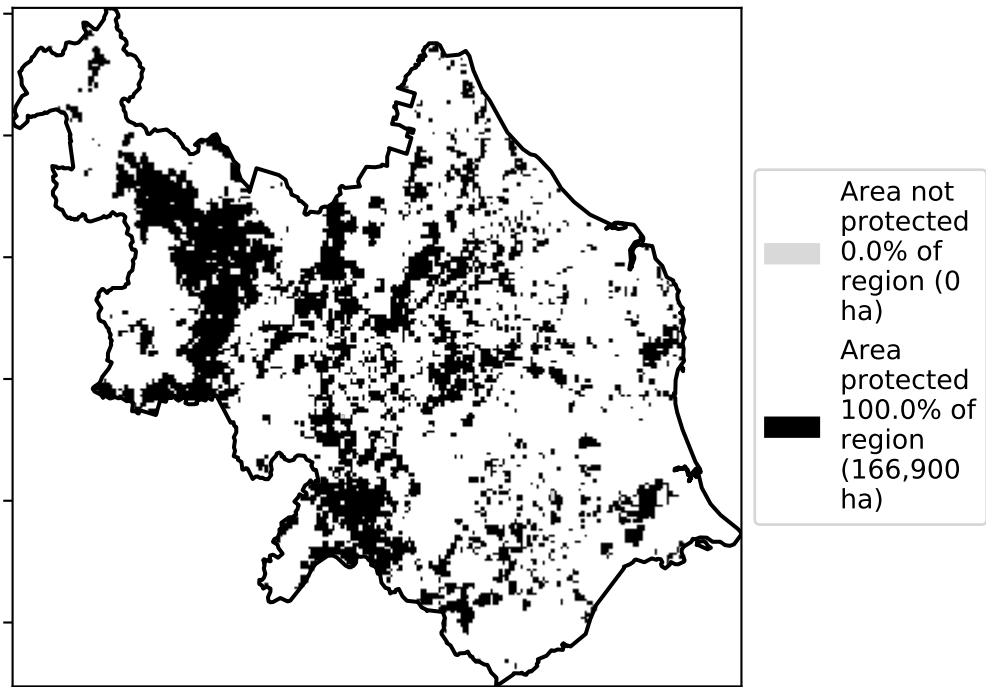 Area not
protected
0.0% of
region (0
ha)
Area
protected
100.0% of
region
(166,900
ha)